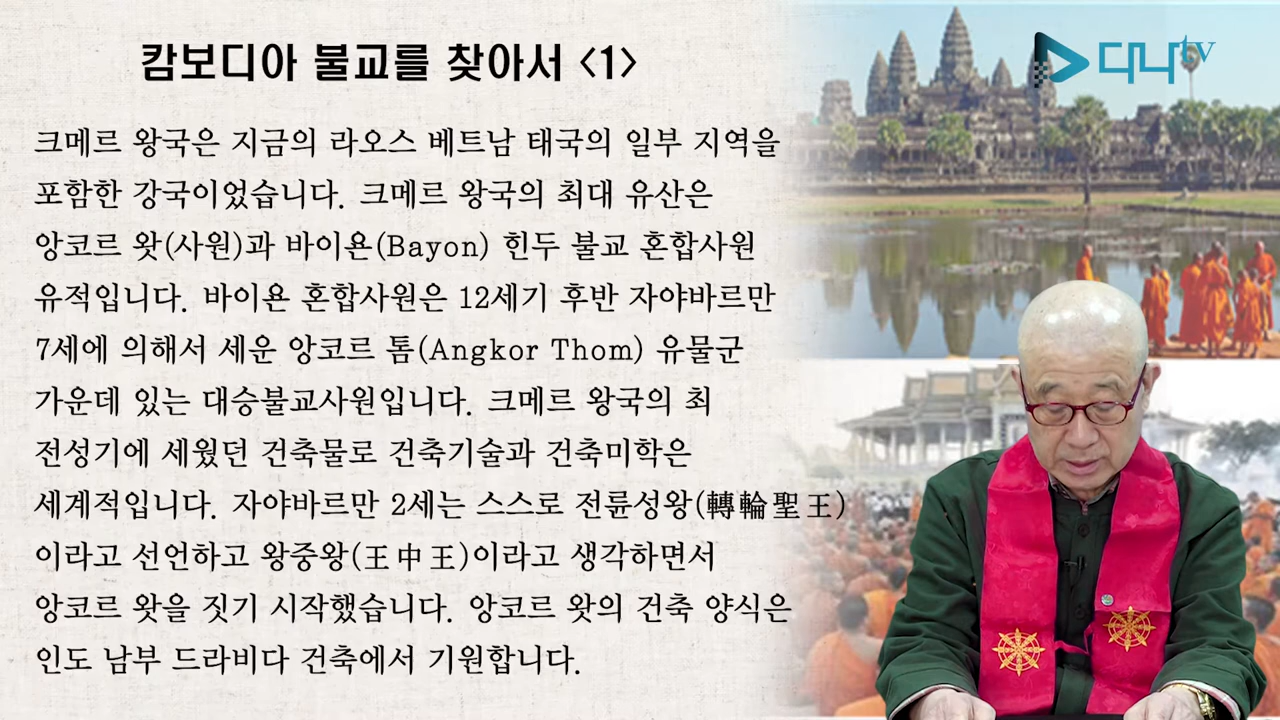 캄보디아 불교를 찾아서 <1>
다나tv
크메르 왕국은 지금의 라오스 베트남 태국의 일부 지역을
포함한 강국이었습니다. 크메르 왕국의 최대 유산은
앙코르 왓(사원)과 바이욘(Bayon) 힌두 불교 혼합사원
유적입니다. 바이욘 혼합사원은 12세기 후반 자야바르만
7세에 의해서 세운 앙코르 톰(Angkor Thom) 유물군
가운데 있는 대승불교사원입니다. 크메르 왕국의 최
전성기에 세웠던 건축물로 건축기술과 건축미학은
세계적입니다. 자야바르만 2세는 스스로 전륜성왕(轉輪聖王)
이라고 선언하고 왕중왕(王中王)이라고 생각하면서
앙코르 왓을 짓기 시작했습니다. 앙코르 왓의 건축 양식은
인도 남부 드라비다 건축에서 기원합니다.